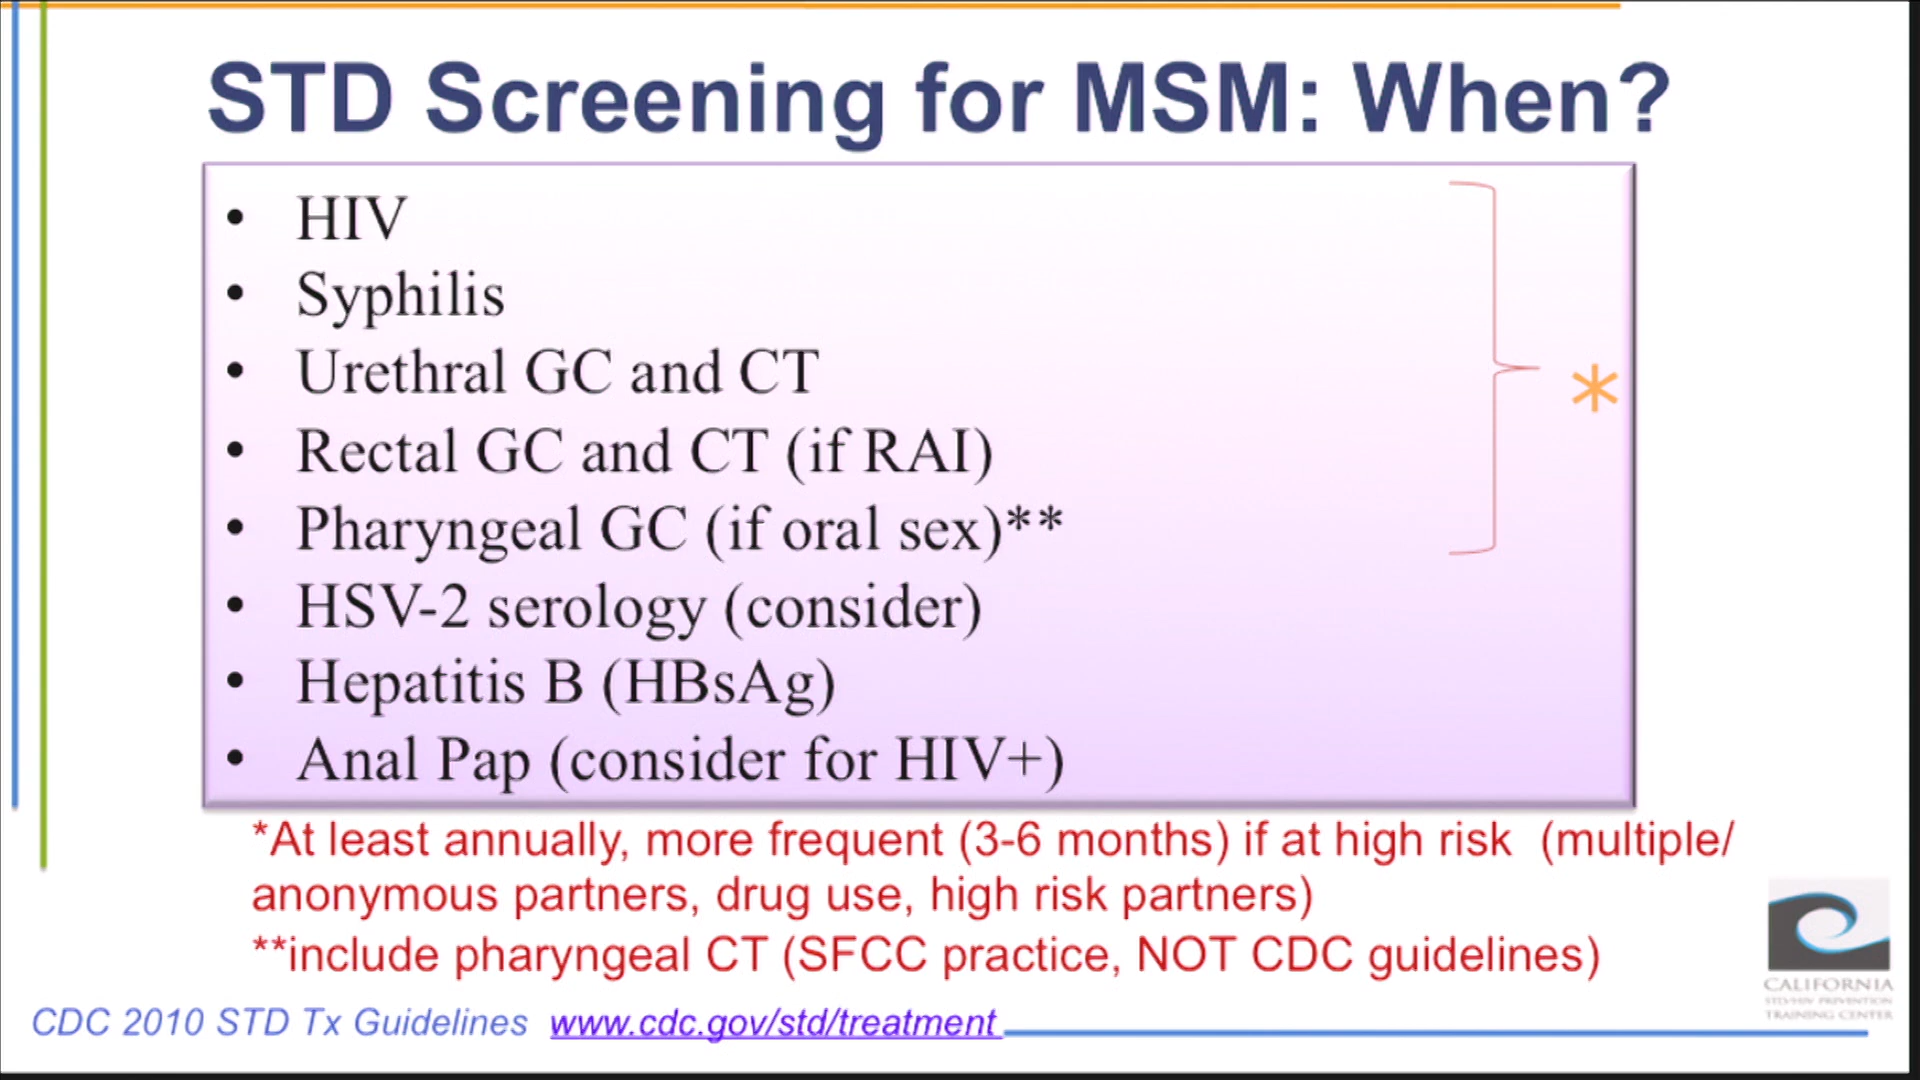 STD Screening for MSM: When?
• HIV
• Syphilis
• Urethral GC and CT
• Rectal GC and CT (if RAI)
• Pharyngeal GC (if oral sex)**
• HSV-2 serology (consider)
• Hepatitis B (HBsAg)
• Anal Pap (consider for HIV+)
*
*At least annually, more frequent (3-6 months) if at high risk (multiple/
anonymous partners, drug use, high risk partners)
**include pharyngeal CT (SFCC practice, NOT CDC guidelines)
CDC 2010 STD Tx Guidelines www.cdc.gov/std/treatment
CALIFORNIA
STD/HIV PREVENTION
TRAINING CENTER